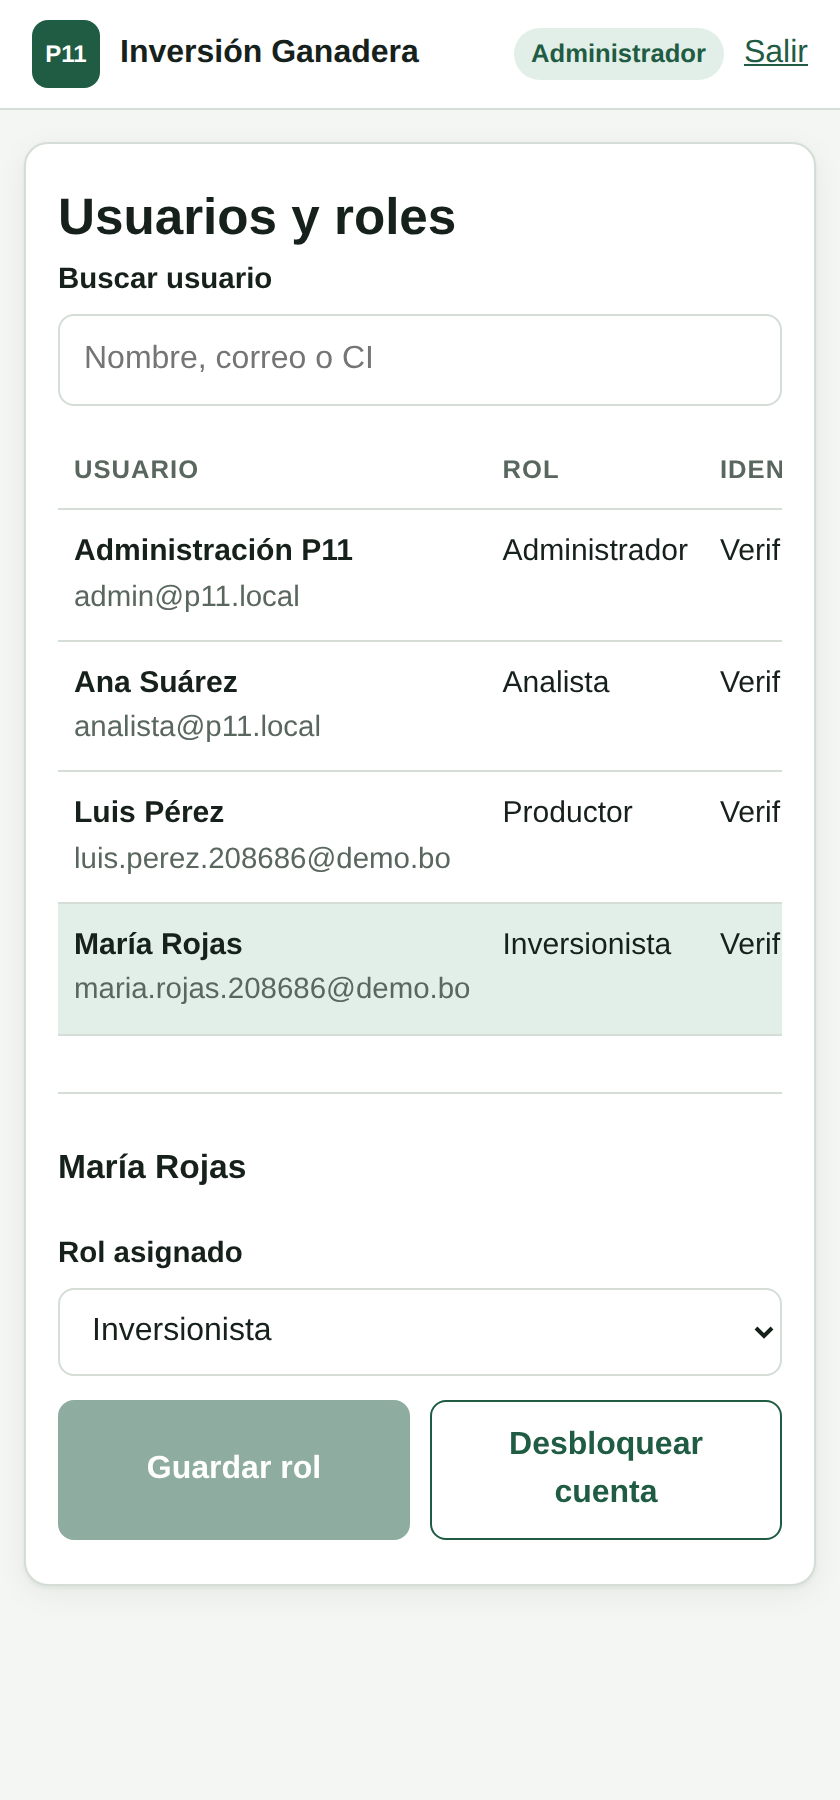 P11 Inversión Ganadera Administrador Salir
Usuarios y roles
Buscar usuario
Nombre, correo o CI
USUARIO ROL IDEN
Administración P11 Administrador Verif
admin@p11.local
Ana Suárez Analista Verif
analista@p11.local
Luis Pérez Productor Verif
luis.perez.208686@demo.bo
María Rojas Inversionista Verif
maria.rojas.208686@demo.bo
María Rojas
Rol asignado
Inversionista
Guardar rol
Desbloquear
cuenta